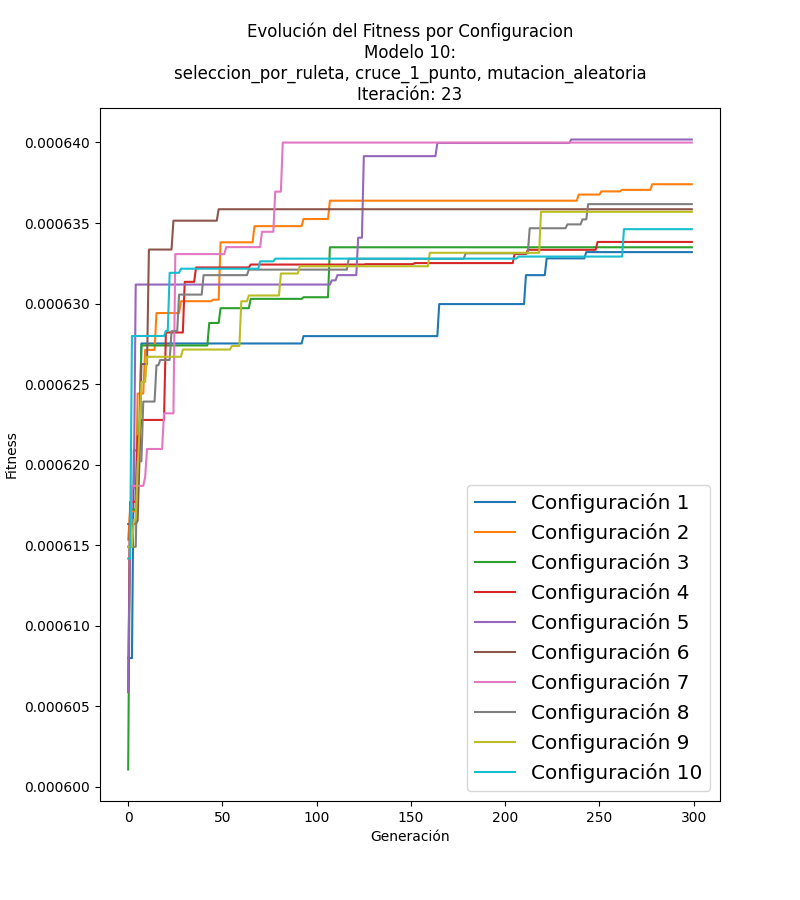 Evolución del Fitness por Configuracion
Modelo 10:
seleccion_por_ruleta, cruce_1_punto, mutacion_aleatoria
Iteración: 23
0.000640
0.000635
0.000630
0.000625
0.000620
0.000615
0.000610
0.000605
0.000600
Fitness
Configuración 1
Configuración 2
Configuración 3
Configuración 4
Configuración 5
Configuración 6
Configuración 7
Configuración 8
Configuración 9
Configuración 10
0 50 100 150 200 250 300
Generación